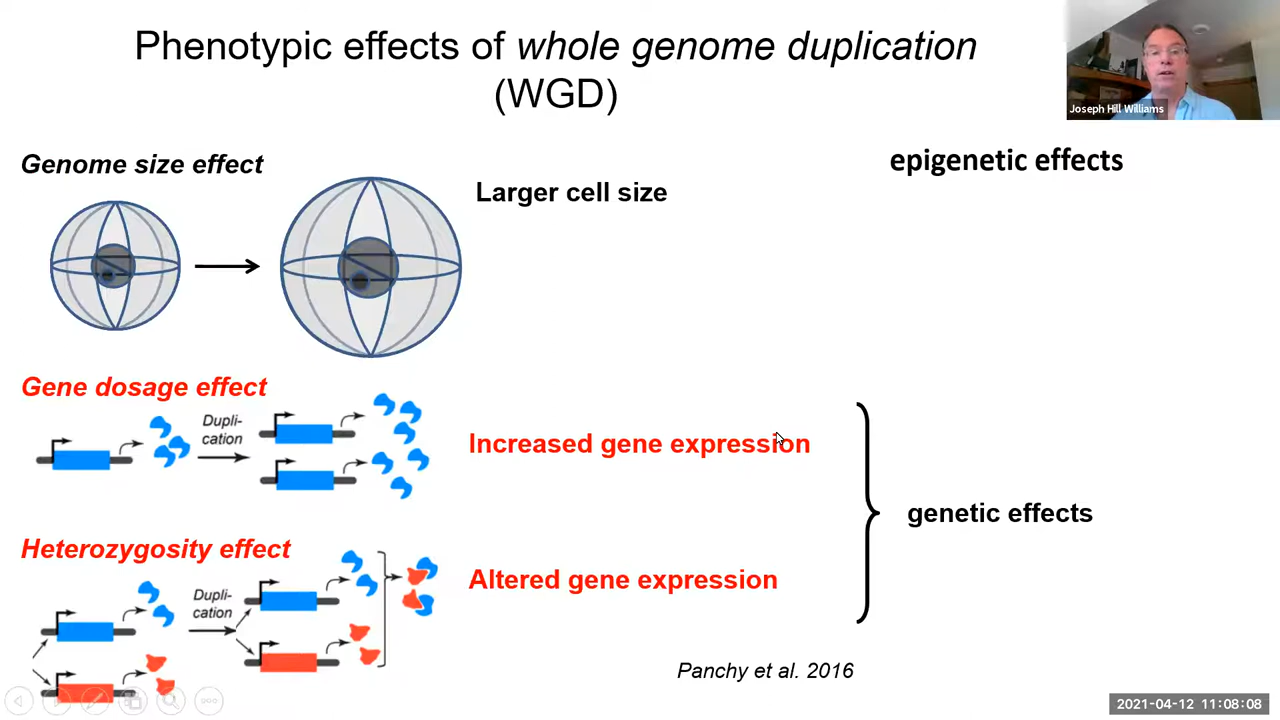 Phenotypic effects of whole genome duplication
(WGD)
Joseph Hill Williams
Genome size effect
Larger cell size
epigenetic effects
Gene dosage effect
Dupli-
cation
Increased gene expression
genetic effects
Heterozygosity effect
Dupli-
cation
Altered gene expression
Panchy et al. 2016
2021-04-12 11:08:08